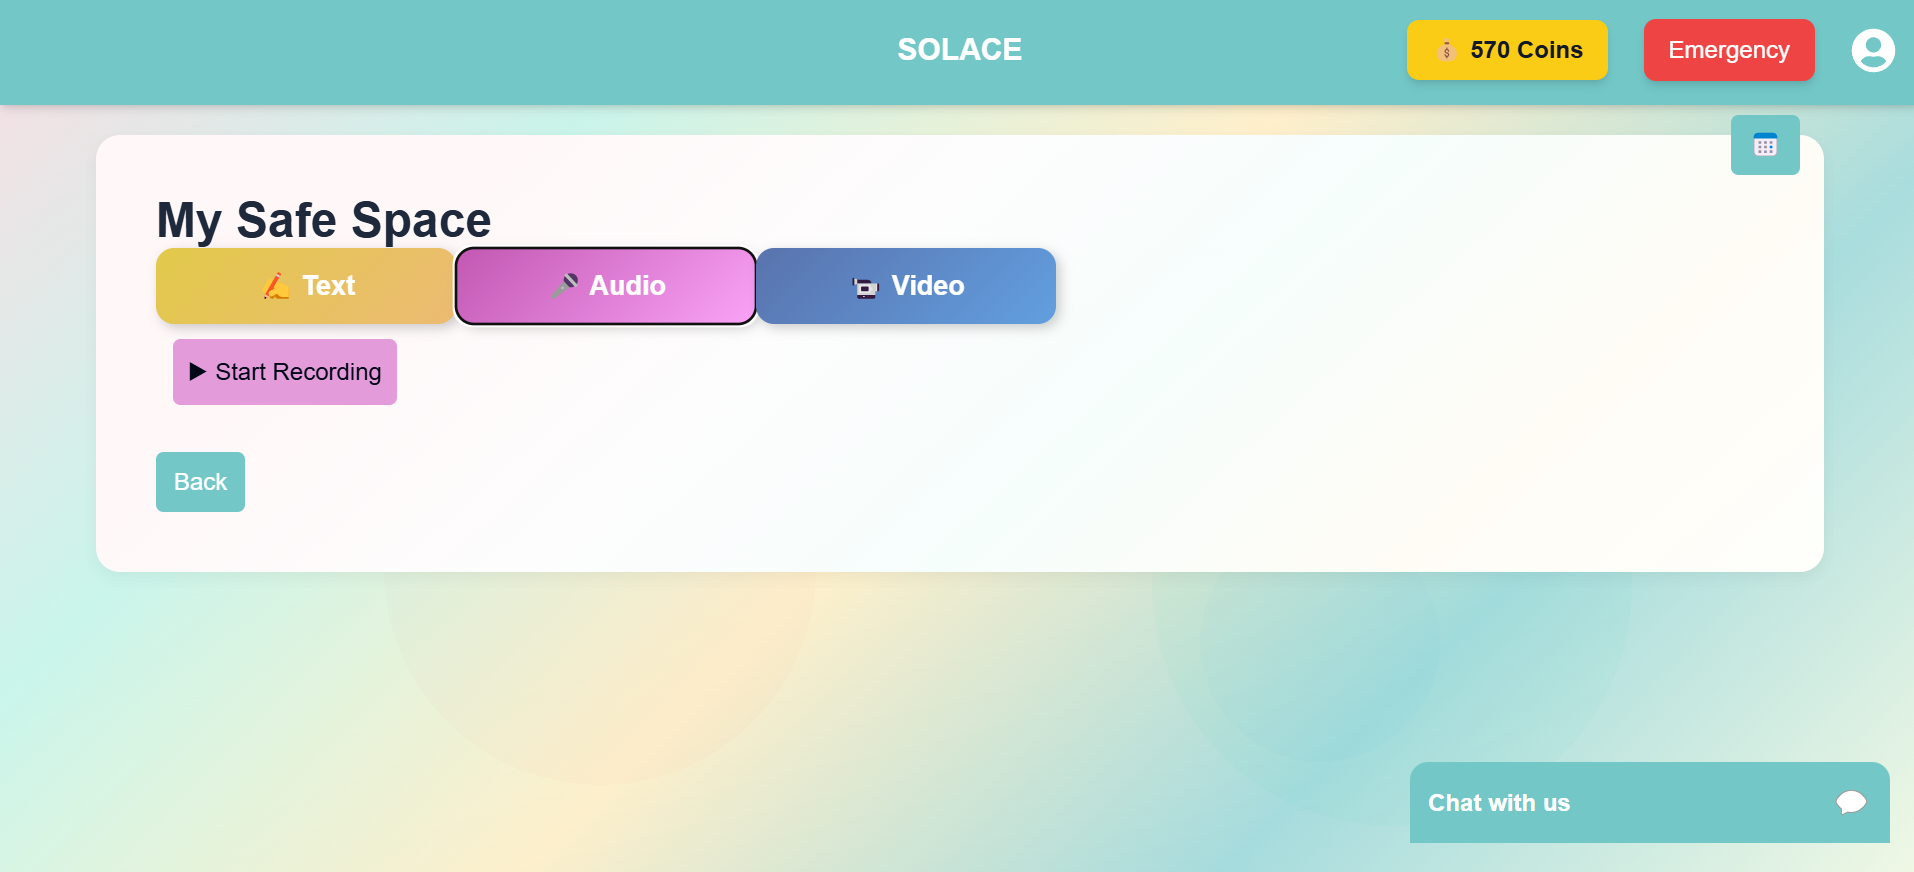 SOLACE
570 Coins
Emergency
My Safe Space
Text
Audio
Video
Start Recording
Back
Chat with us